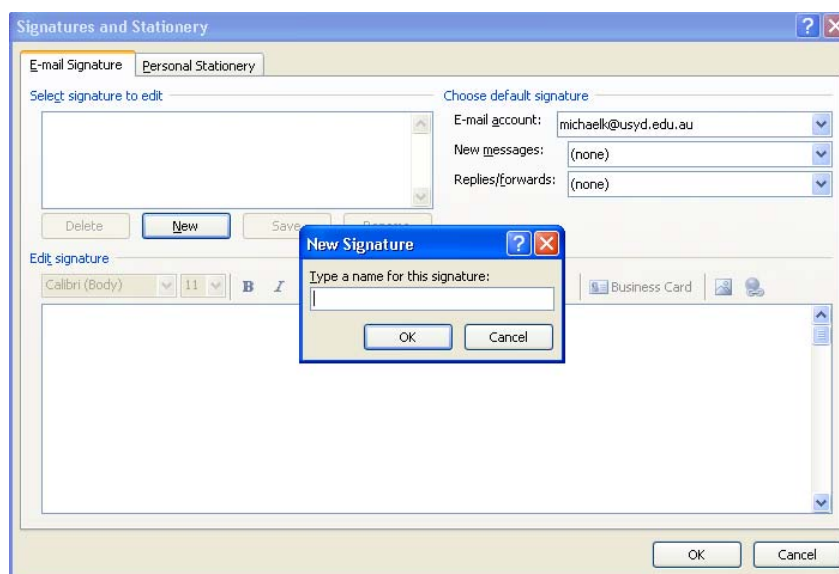 Signatures and Stationery
E-mail Signature
Personal Stationery
Select signature to edit
Choose default signature
E-mail account:
michaelk@usyd.edu.au
New messages:
(none)
Replies/forwards:
(none)
Delete
New
Save
Rename
Edit signature
Calibri (Body)
11
B
I
Business Card
New Signature
Type a name for this signature:
OK
Cancel
OK
Cancel